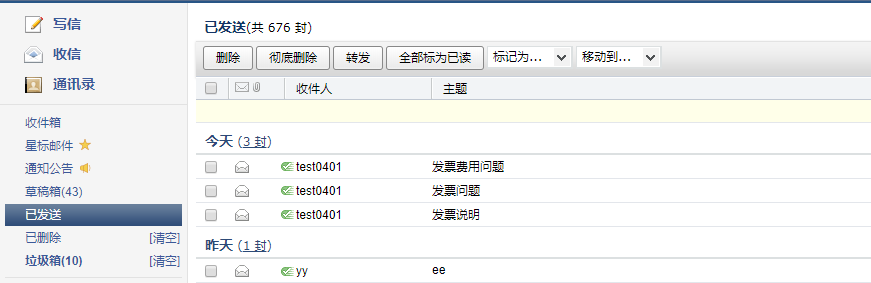 写信
收信
通讯录
收件箱
星标邮件
通知公告
草稿箱(43)
已发送
已删除 [清空]
垃圾箱(10) [清空]
已发送(共 676 封)
删除 彻底删除 转发 全部标为已读 标记为... 移动到...
收件人 主题
今天 (3 封)
test0401 发票费用问题
test0401 发票问题
test0401 发票说明
昨天 (1 封)
yy ee